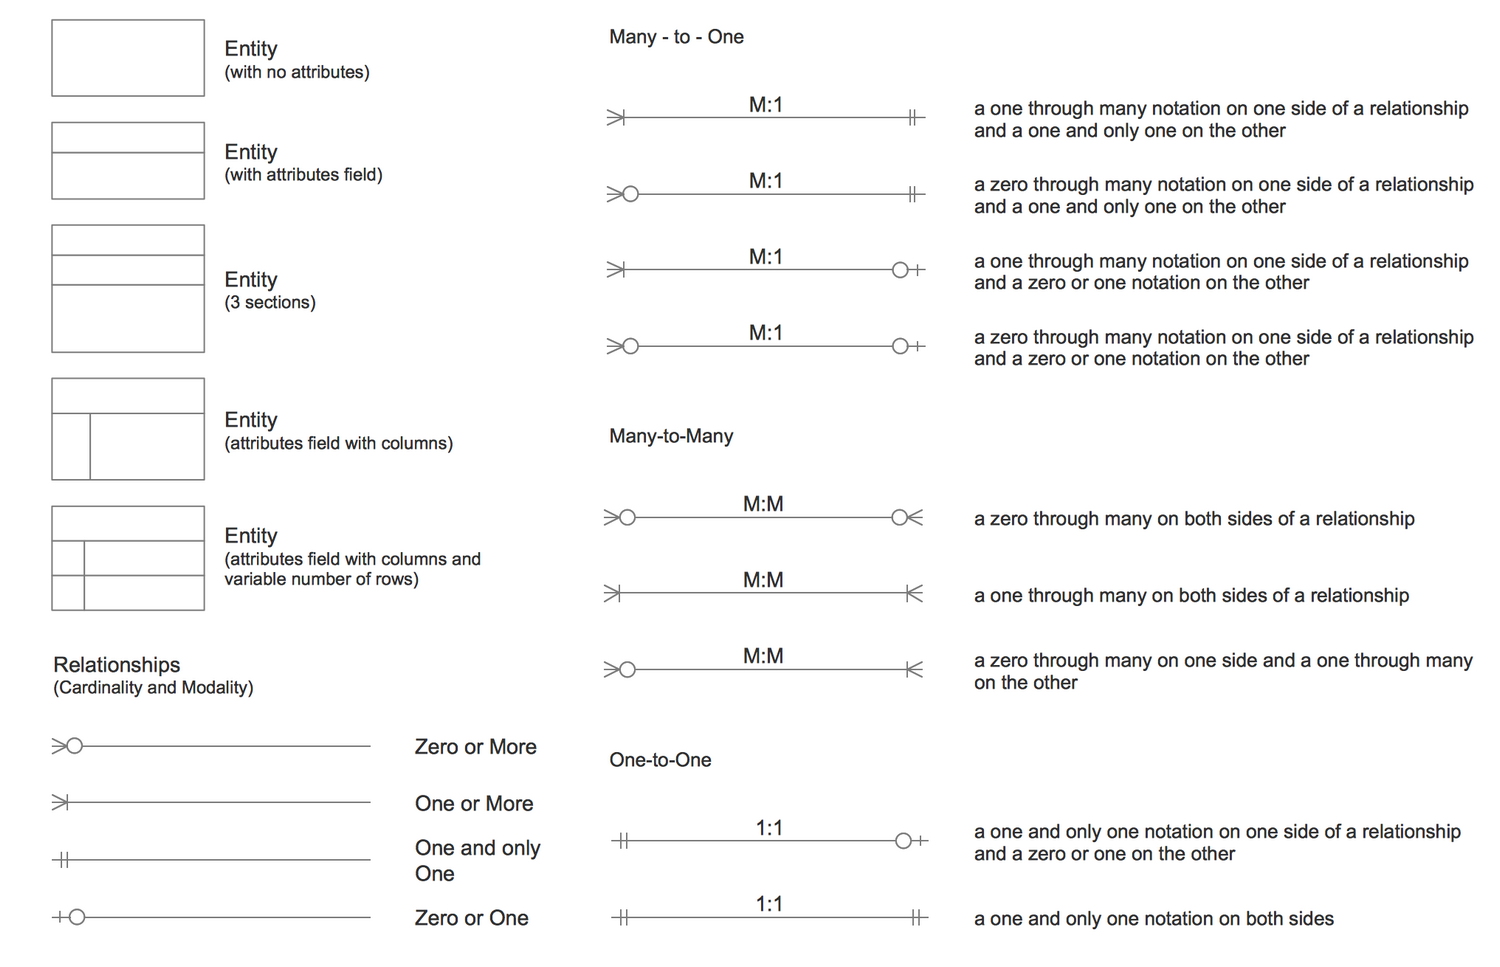 Entity
(with no attributes)
Entity
(with attributes field)
Entity
(3 sections)
Entity
(attributes field with columns)
Entity
(attributes field with columns and
variable number of rows)
Relationships
(Cardinality and Modality)
Zero or More
One or More
One and only
One
Zero or One
Many - to - One
M:1
a one through many notation on one side of a relationship
and a one and only one on the other
M:1
a zero through many notation on one side of a relationship
and a one and only one on the other
M:1
a one through many notation on one side of a relationship
and a zero or one notation on the other
M:1
a zero through many notation on one side of a relationship
and a zero or one notation on the other
Many-to-Many
M:M
a zero through many on both sides of a relationship
M:M
a one through many on both sides of a relationship
M:M
a zero through many on one side and a one through many
on the other
One-to-One
1:1
a one and only one notation on one side of a relationship
and a zero or one on the other
1:1
a one and only one notation on both sides